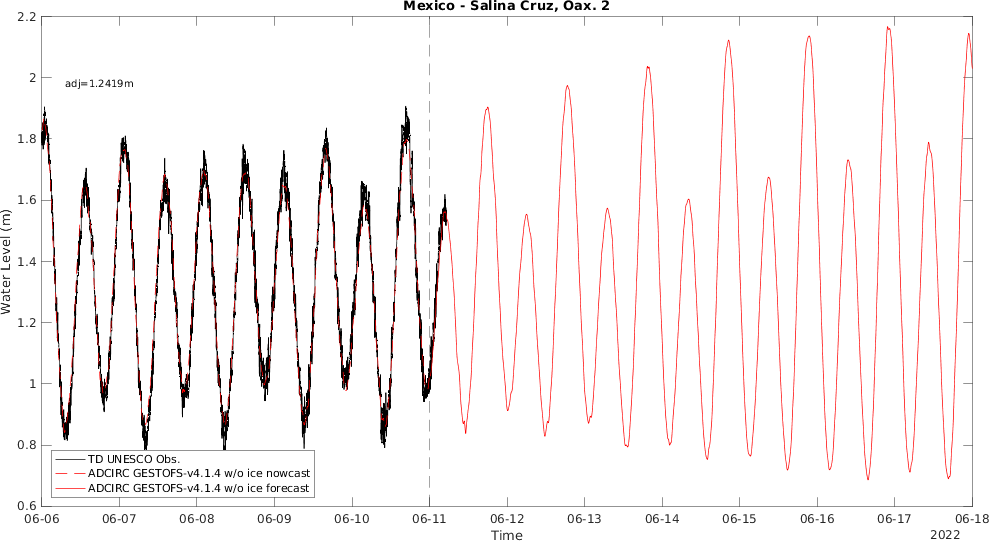 Mexico - Salina Cruz, Oax. 2
2.2
2
1.8
1.6
1.4
1.2
1
0.8
0.6
Water Level (m)
adj=1.2419m
TD UNESCO Obs.
ADCIRC GESTOFS-v4.1.4 w/o ice nowcast
ADCIRC GESTOFS-v4.1.4 w/o ice forecast
06-06 06-07 06-08 06-09 06-10 06-11 06-12 06-13 06-14 06-15 06-16 06-17 06-18
Time
2022